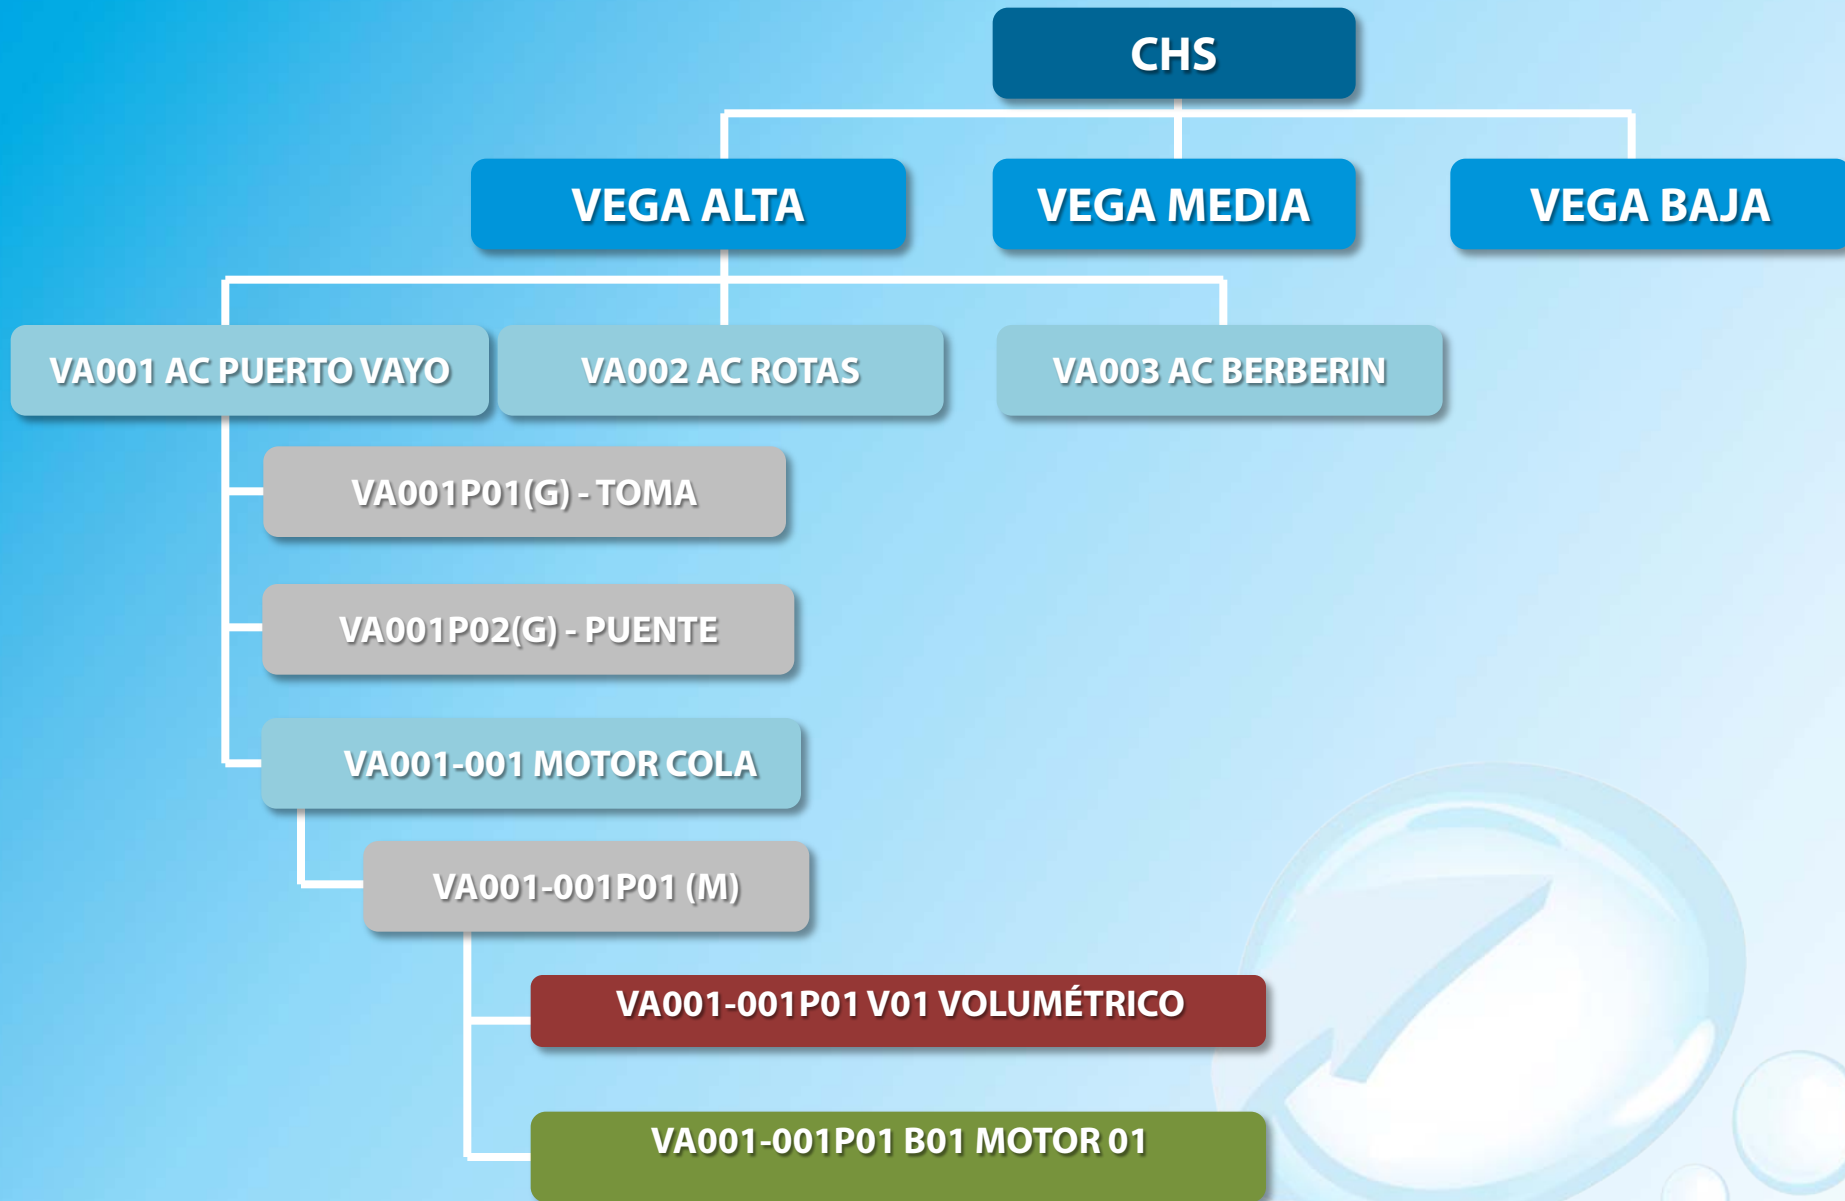 CHS
VEGA ALTA
VEGA MEDIA
VEGA BAJA
VA001 AC PUERTO VAYO
VA002 AC ROTAS
VA003 AC BERBERIN
VA001P01(G) - TOMA
VA001P02(G) - PUENTE
VA001-001 MOTOR COLA
VA001-001P01 (M)
VA001-001P01 V01 VOLUMÉTRICO
VA001-001P01 B01 MOTOR 01